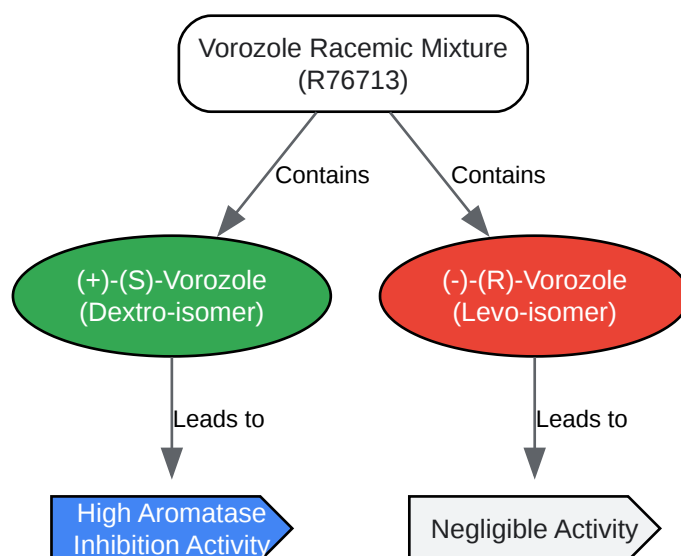 Vorozole Racemic Mixture
(R76713)
Contains
Contains
(+)-(S)-Vorozole
(Dextro-isomer)
(-)-(R)-Vorozole
(Levo-isomer)
Leads to
Leads to
High Aromatase
Inhibition Activity
Negligible Activity